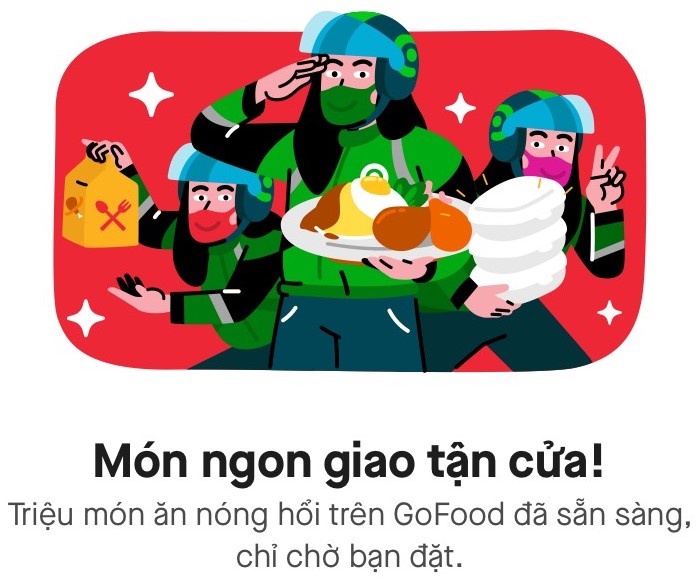 Món ngon giao tận cửa!
Triệu món ăn nóng hổi trên GoFood đã sẵn sàng,
chỉ chờ bạn đặt.